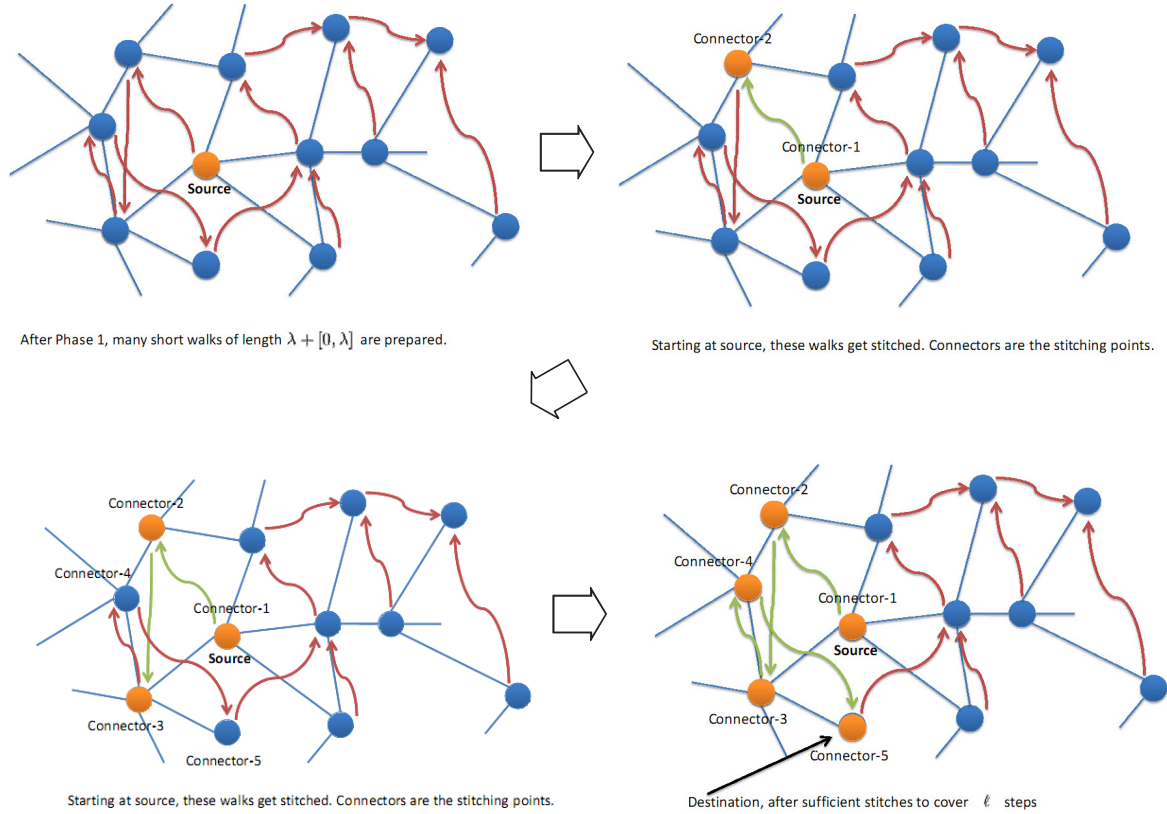 Source
After Phase 1, many short walks of length λ + [0, λ] are prepared.
Connector-2
Connector-1
Source
Starting at source, these walks get stitched. Connectors are the stitching points.
Connector-2
Connector-4
Connector-1
Source
Connector-3
Connector-5
Starting at source, these walks get stitched. Connectors are the stitching points.
Connector-2
Connector-4
Connector-1
Source
Connector-3
Connector-5
Destination, after sufficient stitches to cover ℓ steps